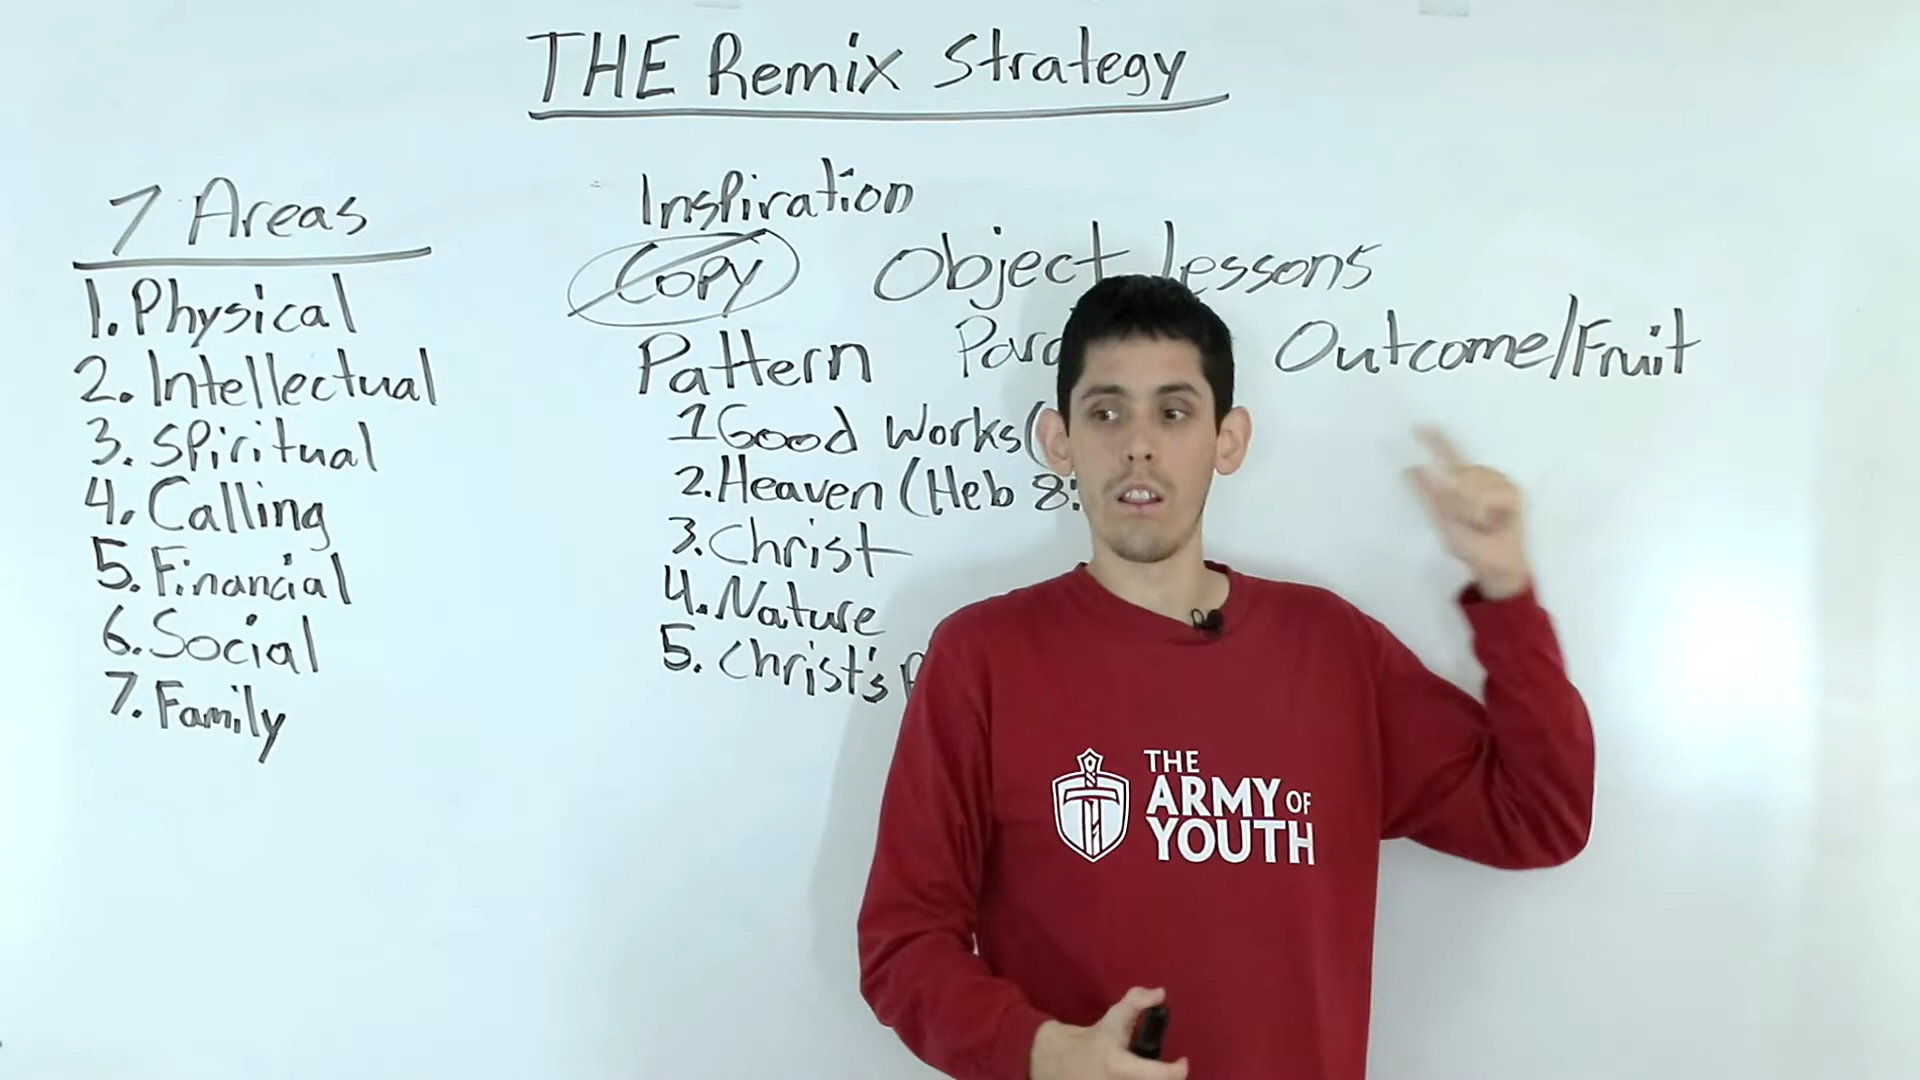 THE Remix Strategy
7 Areas
1. Physical
2. Intellectual
3. Spiritual
4. Calling
5. Financial
6. Social
7. Family
Inspiration
Copy Object lessons
Pattern Outcome/Fruit
1 Good Works(
2. Heaven (Heb 8:
3. Christ
4. Nature
5. Christ's
THE
ARMY OF
YOUTH